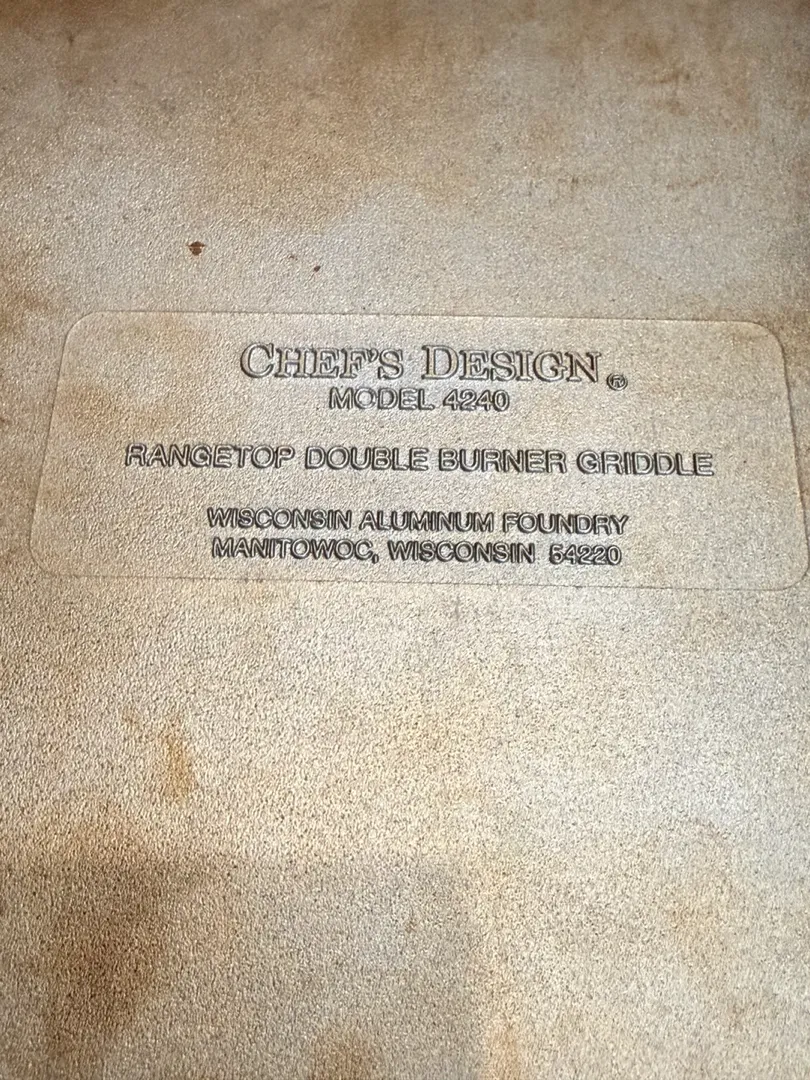 CHEF'S DESIGN ®
MODEL 4240
RANGETOP DOUBLE BURNER GRIDDLE
WISCONSIN ALUMINUM FOUNDRY
MANITOWOC, WISCONSIN 54220